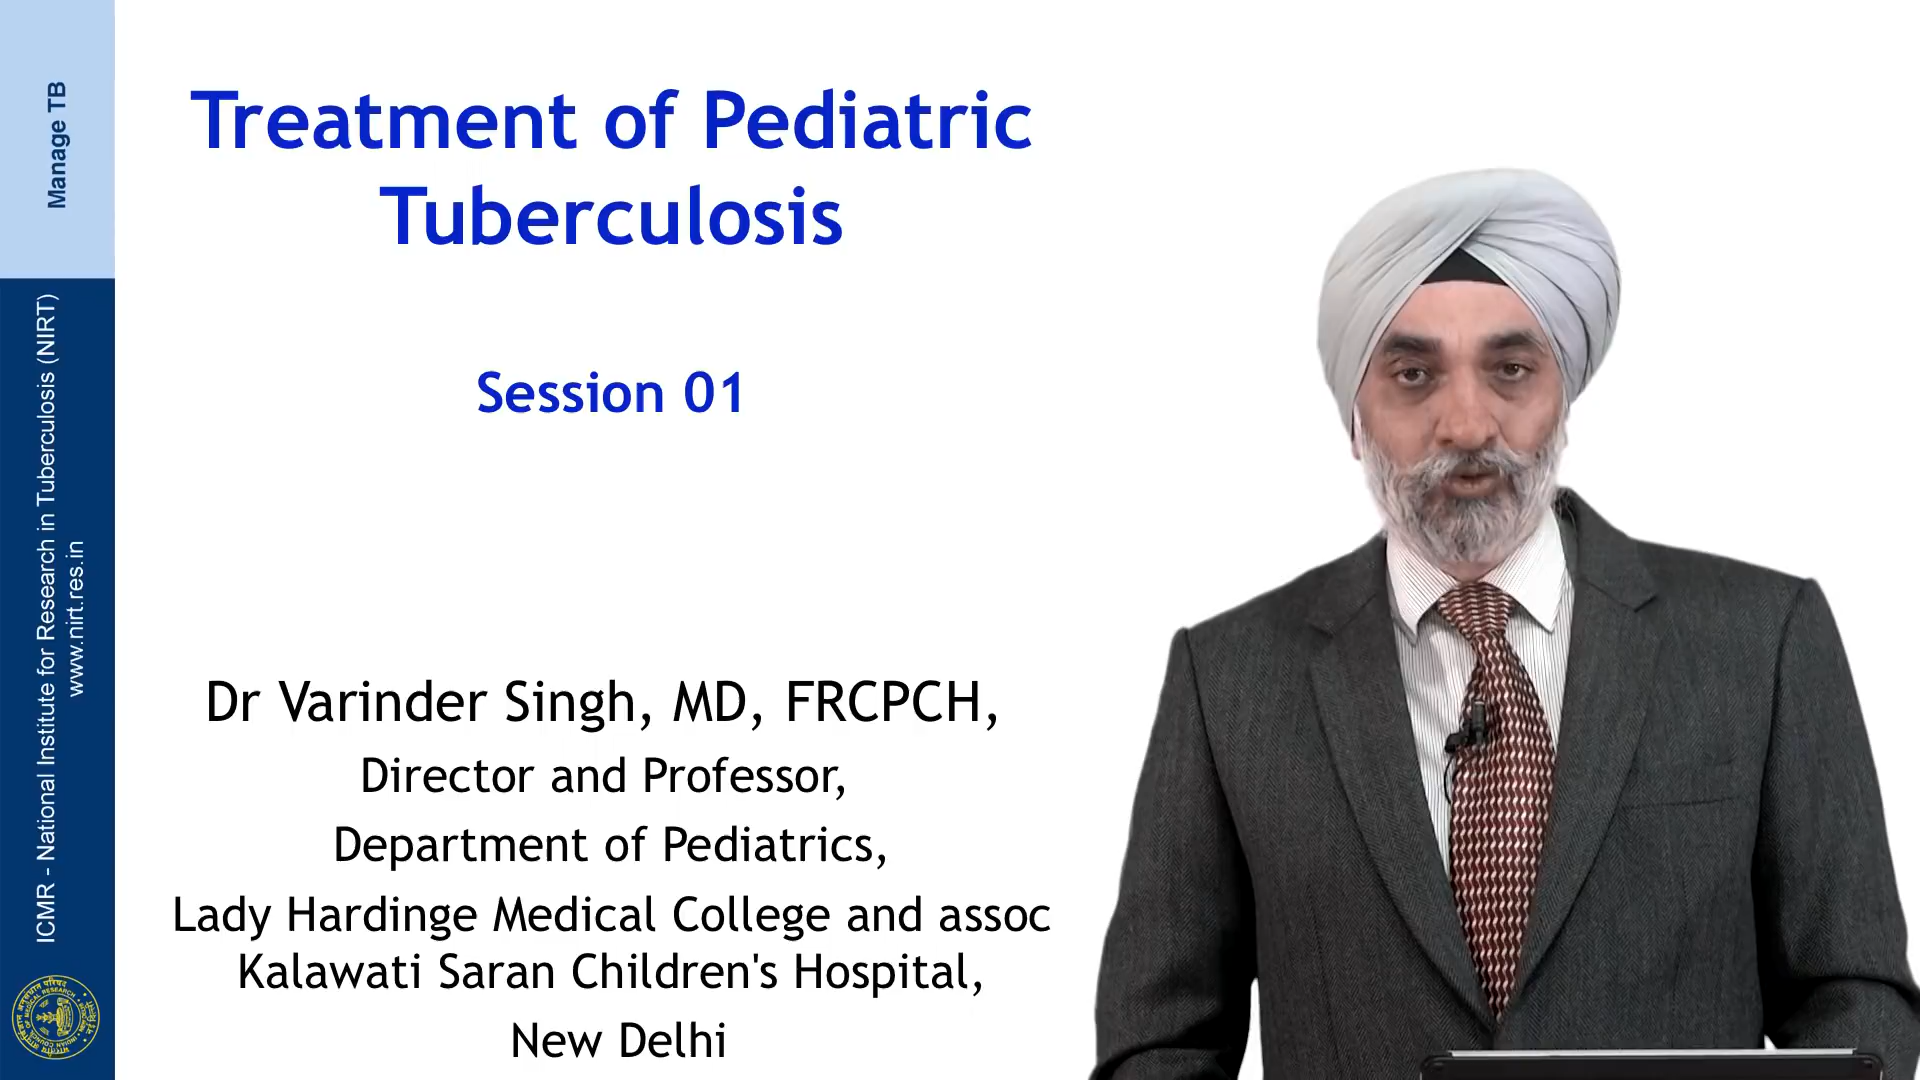 Manage TB
ICMR - National Institute for Research in Tuberculosis (NIRT)
www.nirt.res.in
Treatment of Pediatric
Tuberculosis
Session 01
Dr Varinder Singh, MD, FRCPCH,
Director and Professor,
Department of Pediatrics,
Lady Hardinge Medical College and assoc
Kalawati Saran Children's Hospital,
New Delhi